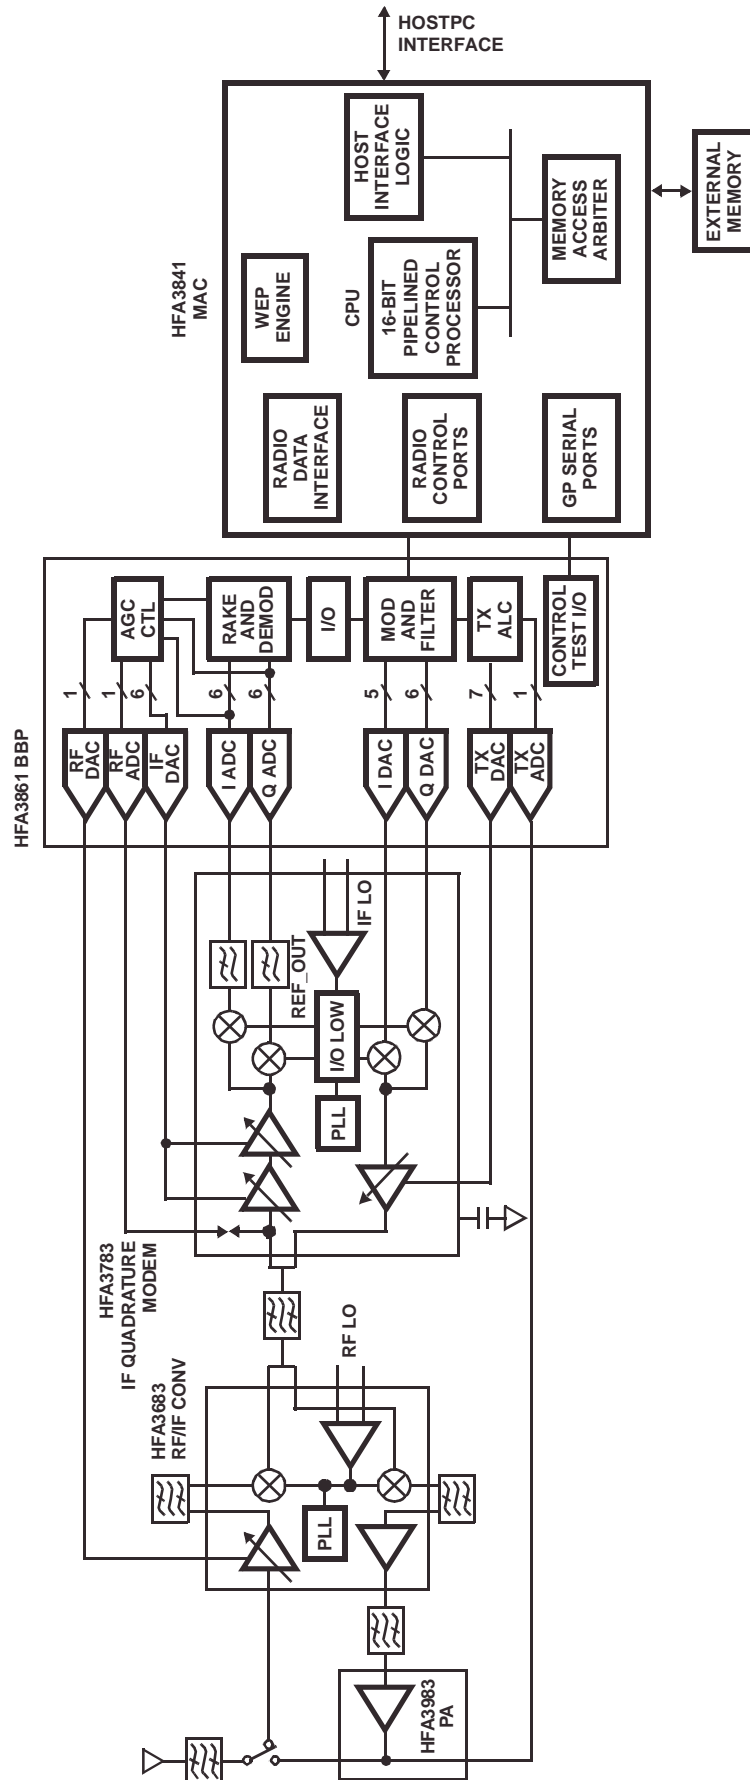 HOSTPC
INTERFACE
HFA3841
MAC
HOST
INTERFACE
LOGIC
WEP
ENGINE
CPU
16-BIT
PIPELINED
CONTROL
PROCESSOR
MEMORY
ACCESS
ARBITER
EXTERNAL
MEMORY
RADIO
DATA
INTERFACE
RADIO
CONTROL
PORTS
GP SERIAL
PORTS
HFA3861 BBP
AGC
CTL
RAKE
AND
DEMOD
I/O
MOD
AND
FILTER
TX
ALC
CONTROL
TEST I/O
1
1
6
6
6
5
6
7
1
RF
DAC
RF
ADC
IF
DAC
I ADC
Q ADC
I DAC
Q DAC
TX
DAC
TX
ADC
REF_OUT
IF LO
I/O LOW
PLL
HFA3783
IF QUADRATURE
MODEM
RF LO
HFA3683
RF/IF CONV
PLL
HFA3983
PA